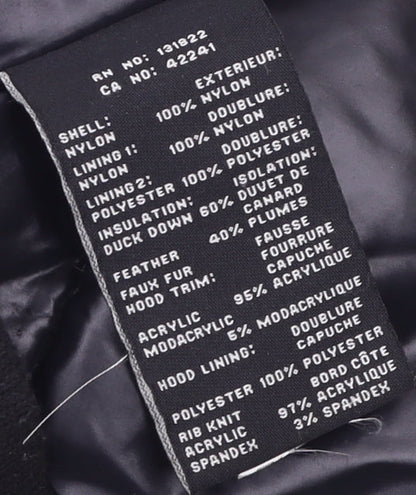 RN NO: 131822
CA NO: 42241
EXTERIEUR:
SHELL: 100% NYLON
NYLON DOUBLURE:
LINING 1: 100% NYLON
NYLON DOUBLURE:
LINING 2: 
POLYESTER 100% POLYESTER
INSULATION: ISOLATION:
DUCK DOWN 60% DUVET DE
CANARD
FEATHER 40% PLUMES
FAUX FUR FAUSSE
HOOD TRIM: FOURRURE
CAPUCHE
ACRYLIC 95% ACRYLIQUE
MODACRYLIC 5% MODACRYLIQUE
HOOD LINING: DOUBLURE
CAPUCHE
POLYESTER 100% POLYESTER
RIB KNIT BORD CÔTE
ACRYLIC 97% ACRYLIQUE
SPANDEX 3% SPANDEX